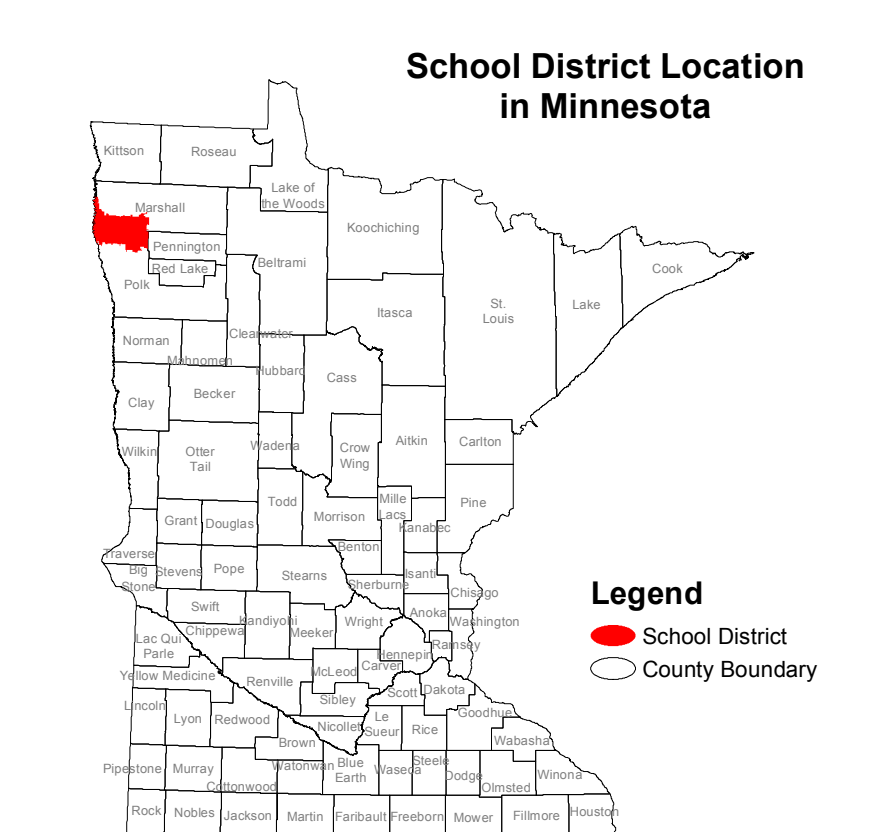 School District Location
in Minnesota
Kittson
Roseau
Lake of
the Woods
Marshall
Koochiching
Pennington
Beltrami
Red Lake
Cook
Polk
St.
Louis
Lake
Itasca
Norman
Clearwater
Mahnomen
Hubbard
Cass
Becker
Clay
Wilkin
Otter
Tail
Wadena
Crow
Wing
Aitkin
Carlton
Todd
Mille
Lacs
Pine
Grant
Douglas
Morrison
Kanabec
Traverse
Benton
Big
Stone
Stevens
Pope
Stearns
Isanti
Sherburne
Chisago
Legend
Swift
Kandiyohi
Meeker
Wright
Anoka
Washington
School District
Chippewa
Lac Qui
Parle
Hennepin
Ramsey
County Boundary
Yellow Medicine
Renville
McLeod
Carver
Scott
Dakota
Sibley
Lincoln
Lyon
Redwood
Nicollet
Le
Sueur
Rice
Goodhue
Wabasha
Brown
Pipestone
Murray
Cottonwood
Watonwan
Blue
Earth
Waseca
Steele
Dodge
Olmsted
Winona
Rock
Nobles
Jackson
Martin
Faribault
Freeborn
Mower
Fillmore
Houston